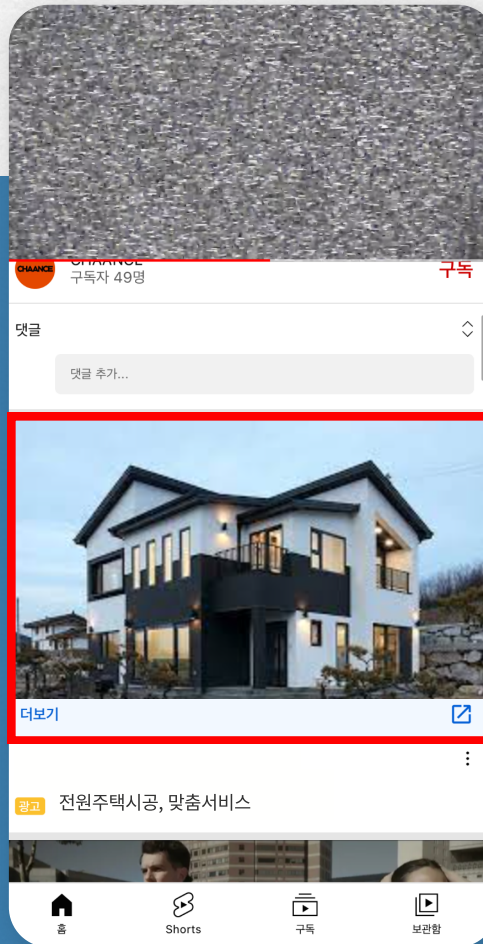 CHAANCE
구독자 49명
구독
댓글
댓글 추가...
더보기
광고 전원주택시공, 맞춤서비스
홈
Shorts
구독
보관함